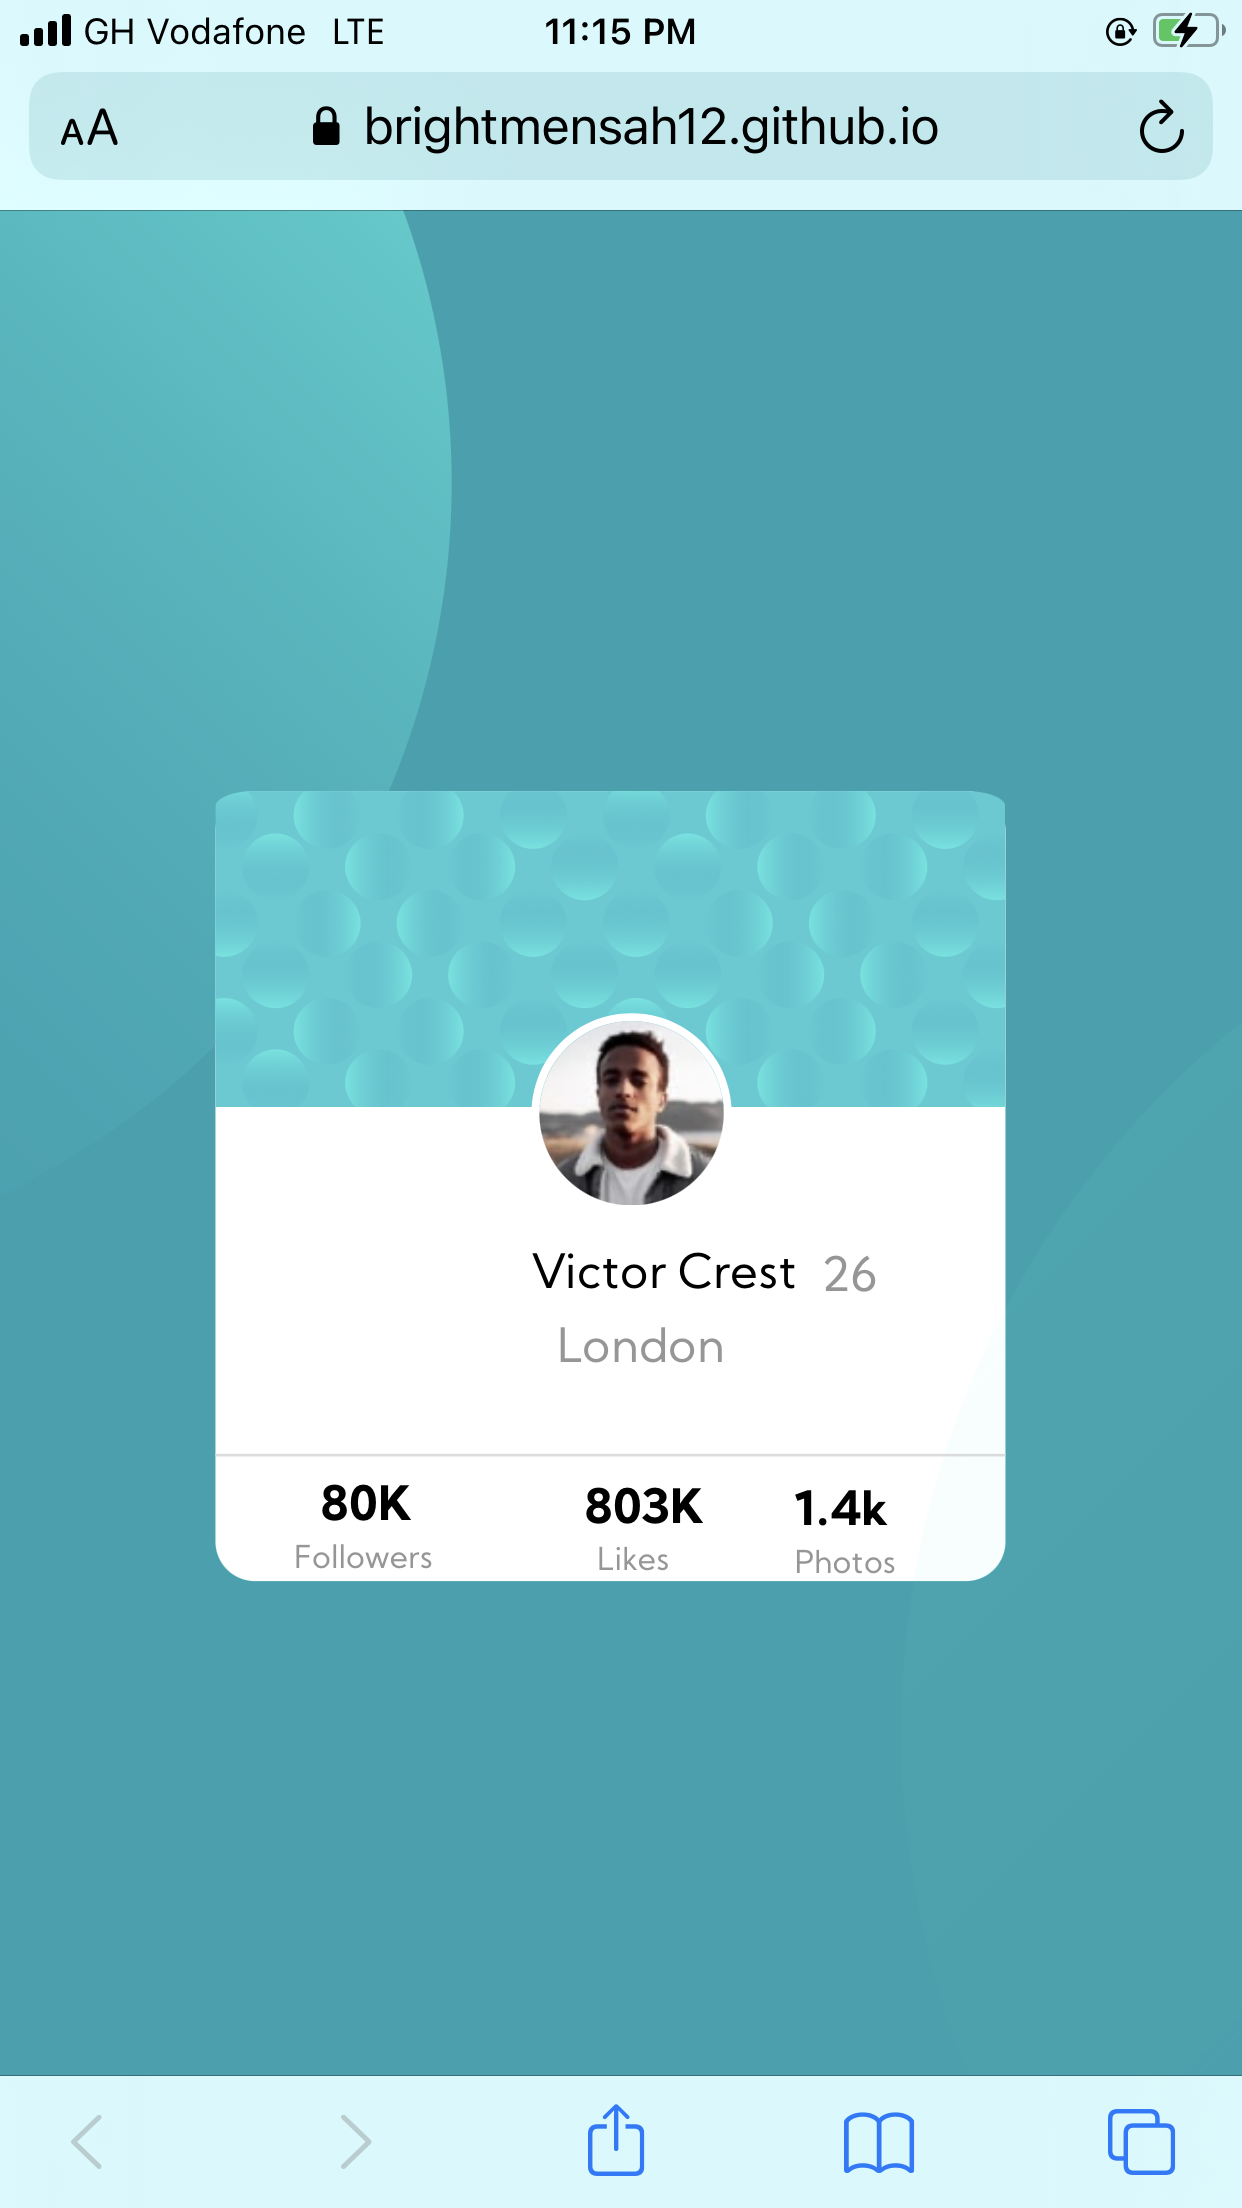 GH Vodafone LTE 11:15 PM
AA brightmensah12.github.io
Victor Crest 26
London
80K 803K 1.4k
Followers Likes Photos